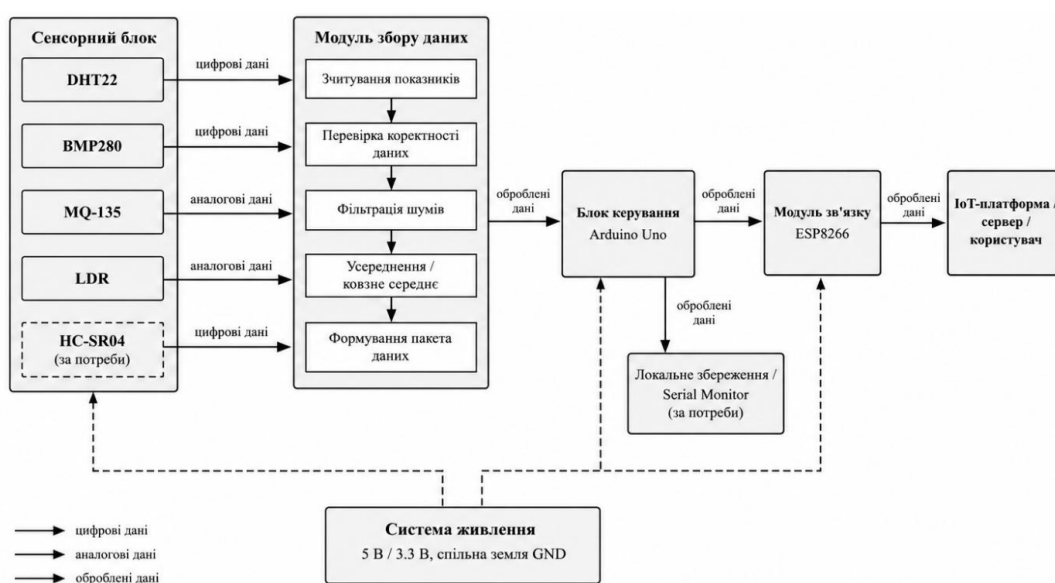 Сенсорний блок
DHT22
BMP280
MQ-135
LDR
HC-SR04
(за потреби)
цифрові дані
цифрові дані
аналогові дані
аналогові дані
цифрові дані
Модуль збору даних
Зчитування показників
Перевірка коректності
даних
Фільтрація шумів
Усереднення /
ковзне середнє
Формування пакета
даних
оброблені
дані
Блок керування
Arduino Uno
оброблені
дані
Модуль зв'язку
ESP8266
оброблені
дані
IoT-платформа /
сервер /
користувач
оброблені
дані
Локальне збереження /
Serial Monitor
(за потреби)
Система живлення
5 В / 3.3 В, спільна земля GND
цифрові дані
аналогові дані
оброблені дані